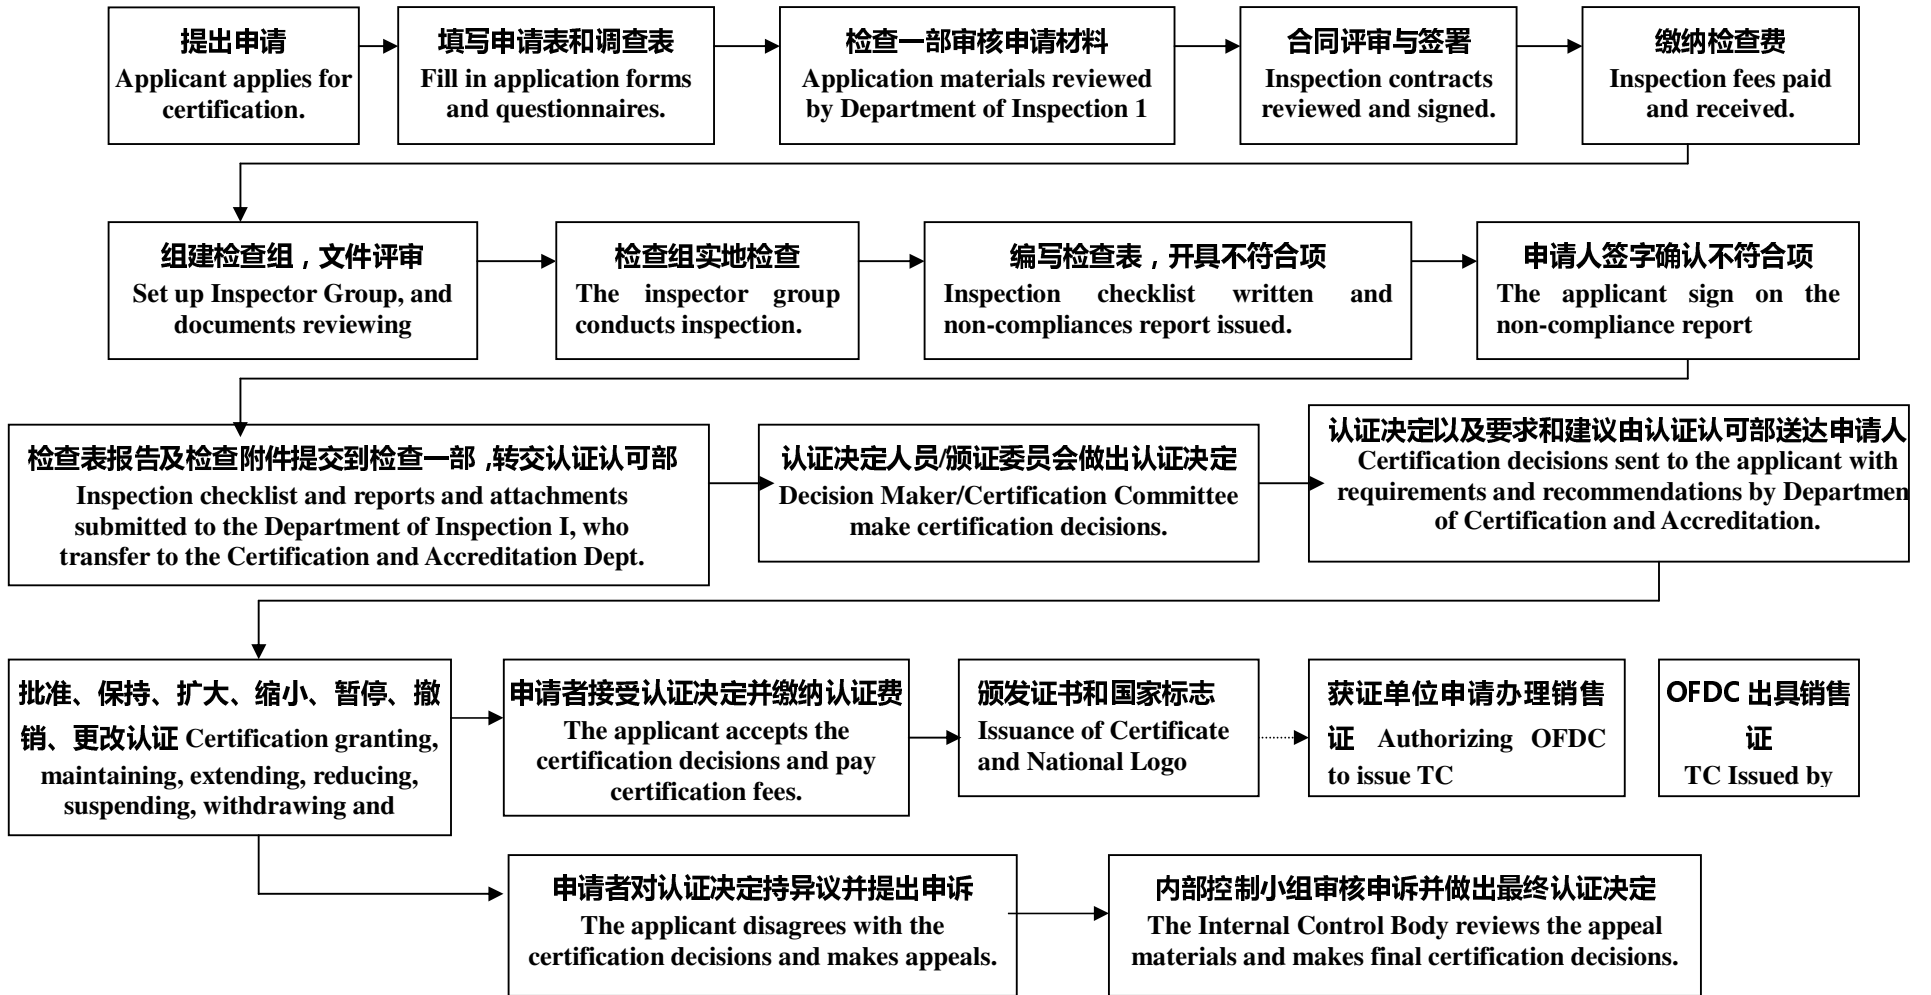 提出申请
Applicant applies for
certification.
填写申请表和调查表
Fill in application forms
and questionnaires.
检查一部审核申请材料
Application materials reviewed
by Department of Inspection 1
合同评审与签署
Inspection contracts
reviewed and signed.
缴纳检查费
Inspection fees paid
and received.
组建检查组，文件评审
Set up Inspector Group, and
documents reviewing
检查组实地检查
The inspector group
conducts inspection.
编写检查表，开具不符合项
Inspection checklist written and
non-compliances report issued.
申请人签字确认不符合项
The applicant sign on the
non-compliance report
检查表报告及检查附件提交到检查一部，转交认证认可部
Inspection checklist and reports and attachments
submitted to the Department of Inspection I, who
transfer to the Certification and Accreditation Dept.
认证决定人员/颁证委员会做出认证决定
Decision Maker/Certification Committee
make certification decisions.
认证决定以及要求和建议由认证认可部送达申请人
Certification decisions sent to the applicant with
requirements and recommendations by Departmen
of Certification and Accreditation.
批准、保持、扩大、缩小、暂停、撤
销、更改认证 Certification granting,
maintaining, extending, reducing,
suspending, withdrawing and
申请者接受认证决定并缴纳认证费
The applicant accepts the
certification decisions and pay
certification fees.
颁发证书和国家标志
Issuance of Certificate
and National Logo
获证单位申请办理销售
证 Authorizing OFDC
to issue TC
OFDC 出具销售
证
TC Issued by
申请者对认证决定持异议并提出申诉
The applicant disagrees with the
certification decisions and makes appeals.
内部控制小组审核申诉并做出最终认证决定
The Internal Control Body reviews the appeal
materials and makes final certification decisions.